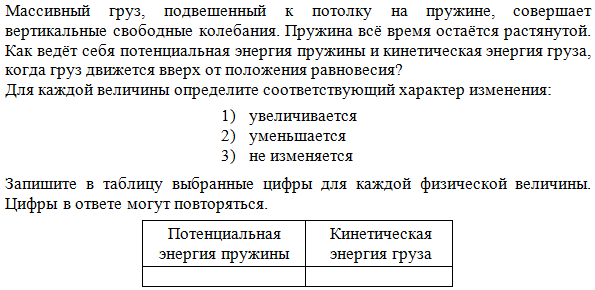 Массивный груз, подвешенный к потолку на пружине, совершает
вертикальные свободные колебания. Пружина всё время остаётся растянутой.
Как ведёт себя потенциальная энергия пружины и кинетическая энергия груза,
когда груз движется вверх от положения равновесия?
Для каждой величины определите соответствующий характер изменения:
1) увеличивается
2) уменьшается
3) не изменяется
Запишите в таблицу выбранные цифры для каждой физической величины.
Цифры в ответе могут повторяться.
Потенциальная Кинетическая
энергия пружины энергия груза